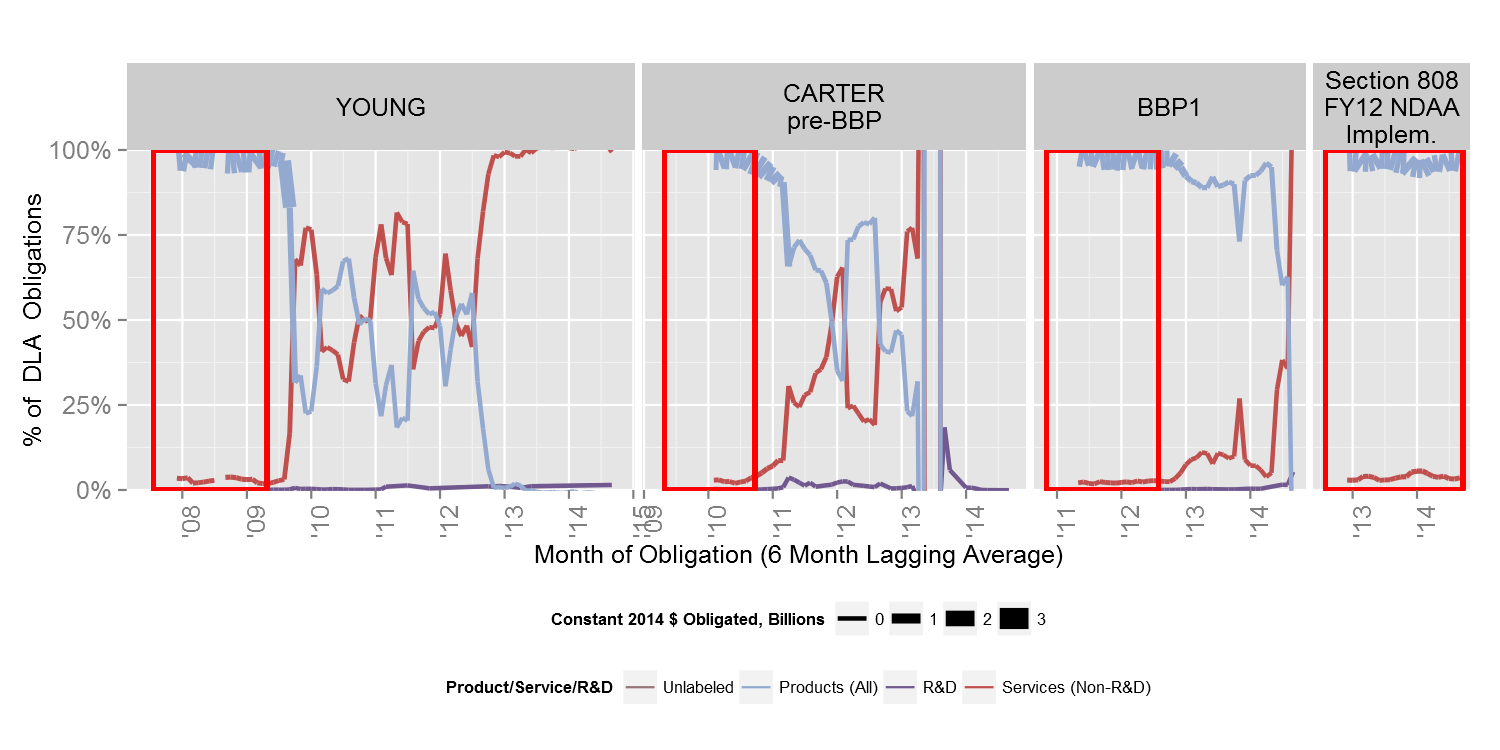 YOUNG
CARTER
pre-BBP
BBP1
Section 808
FY12 NDAA
Implem.
% of DLA Obligations
100%
75%
50%
25%
0%
'08 '09 '10 '11 '12 '13 '14 '15
'09 '10 '11 '12 '13 '14
'11 '12 '13 '14
'13 '14
Month of Obligation (6 Month Lagging Average)
Constant 2014 $ Obligated, Billions 0 1 2 3
Product/Service/R&D Unlabeled Products (All) R&D Services (Non-R&D)